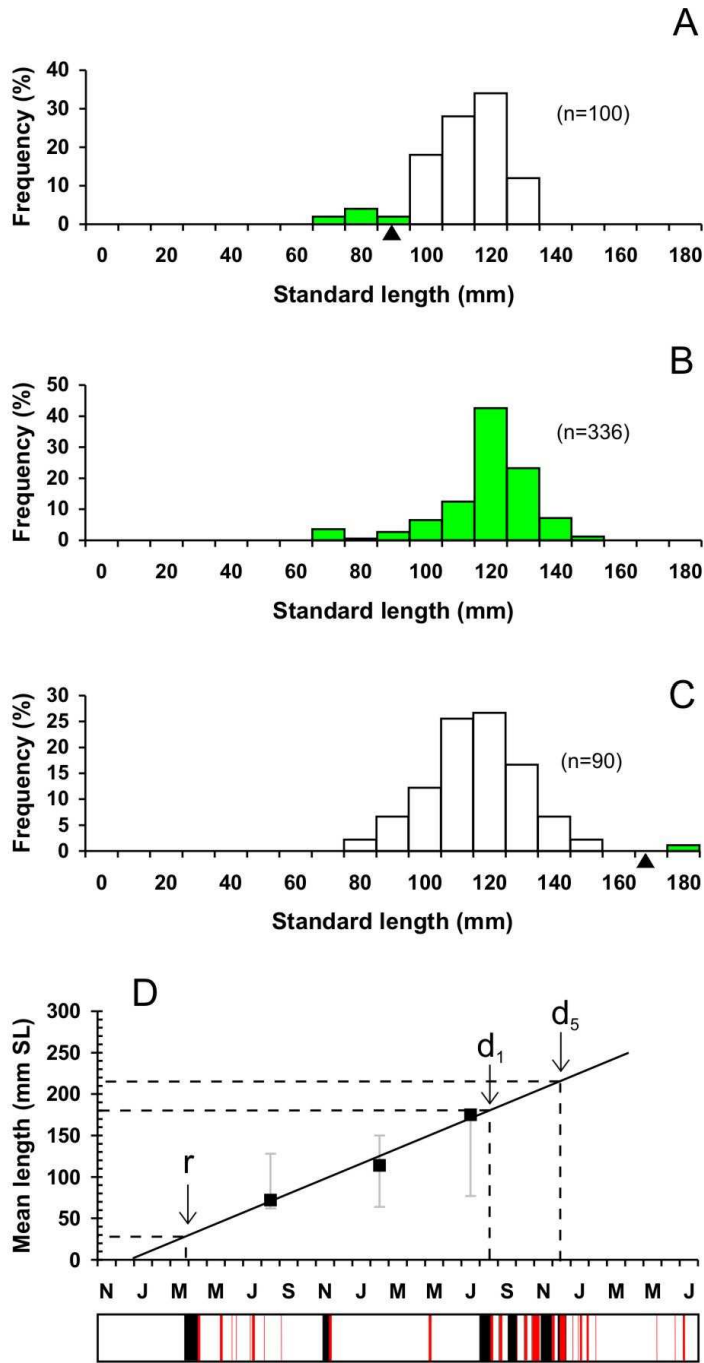 A
Frequency (%)
40
30
20
10
0
(n=100)
0 20 40 60 80 100 120 140 160 180
Standard length (mm)
B
Frequency (%)
50
40
30
20
10
0
(n=336)
0 20 40 60 80 100 120 140 160 180
Standard length (mm)
C
Frequency (%)
30
25
20
15
10
5
0
(n=90)
0 20 40 60 80 100 120 140 160 180
Standard length (mm)
D
Mean length (mm SL)
300
250
200
150
100
50
0
r
d1
d5
N J M M J S N J M M J S N J M M J